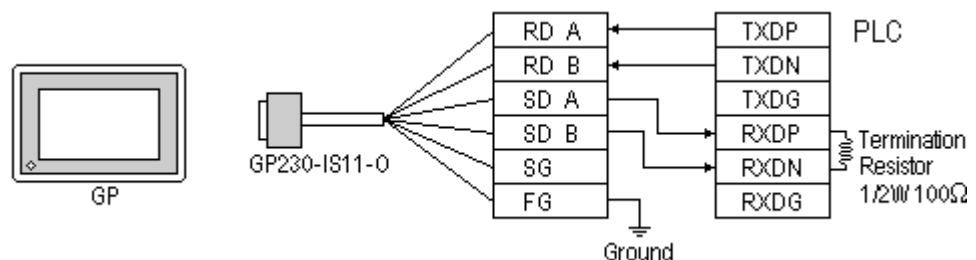 GP
GP230-IS11-O
RD A
RD B
SD A
SD B
SG
FG
Ground
TXDP
TXDN
TXDG
RXDP
RXDN
RXDG
PLC
Termination
Resistor
1/2W 100Ω